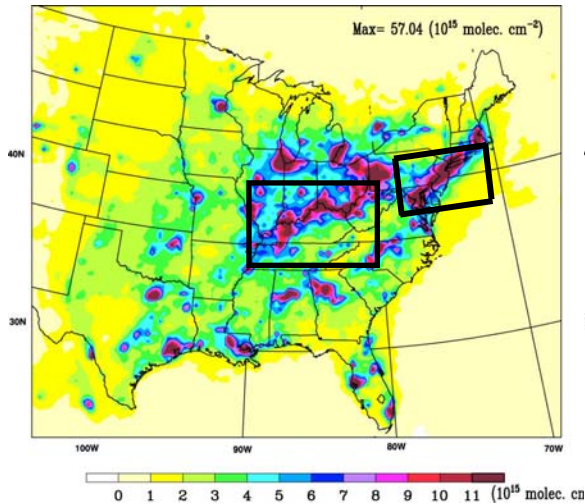 Max= 57.04 (10¹⁵ molec. cm⁻²)
40N
30N
100W 90W 80W 70W
0 1 2 3 4 5 6 7 8 9 10 11 (10¹⁵ molec. c